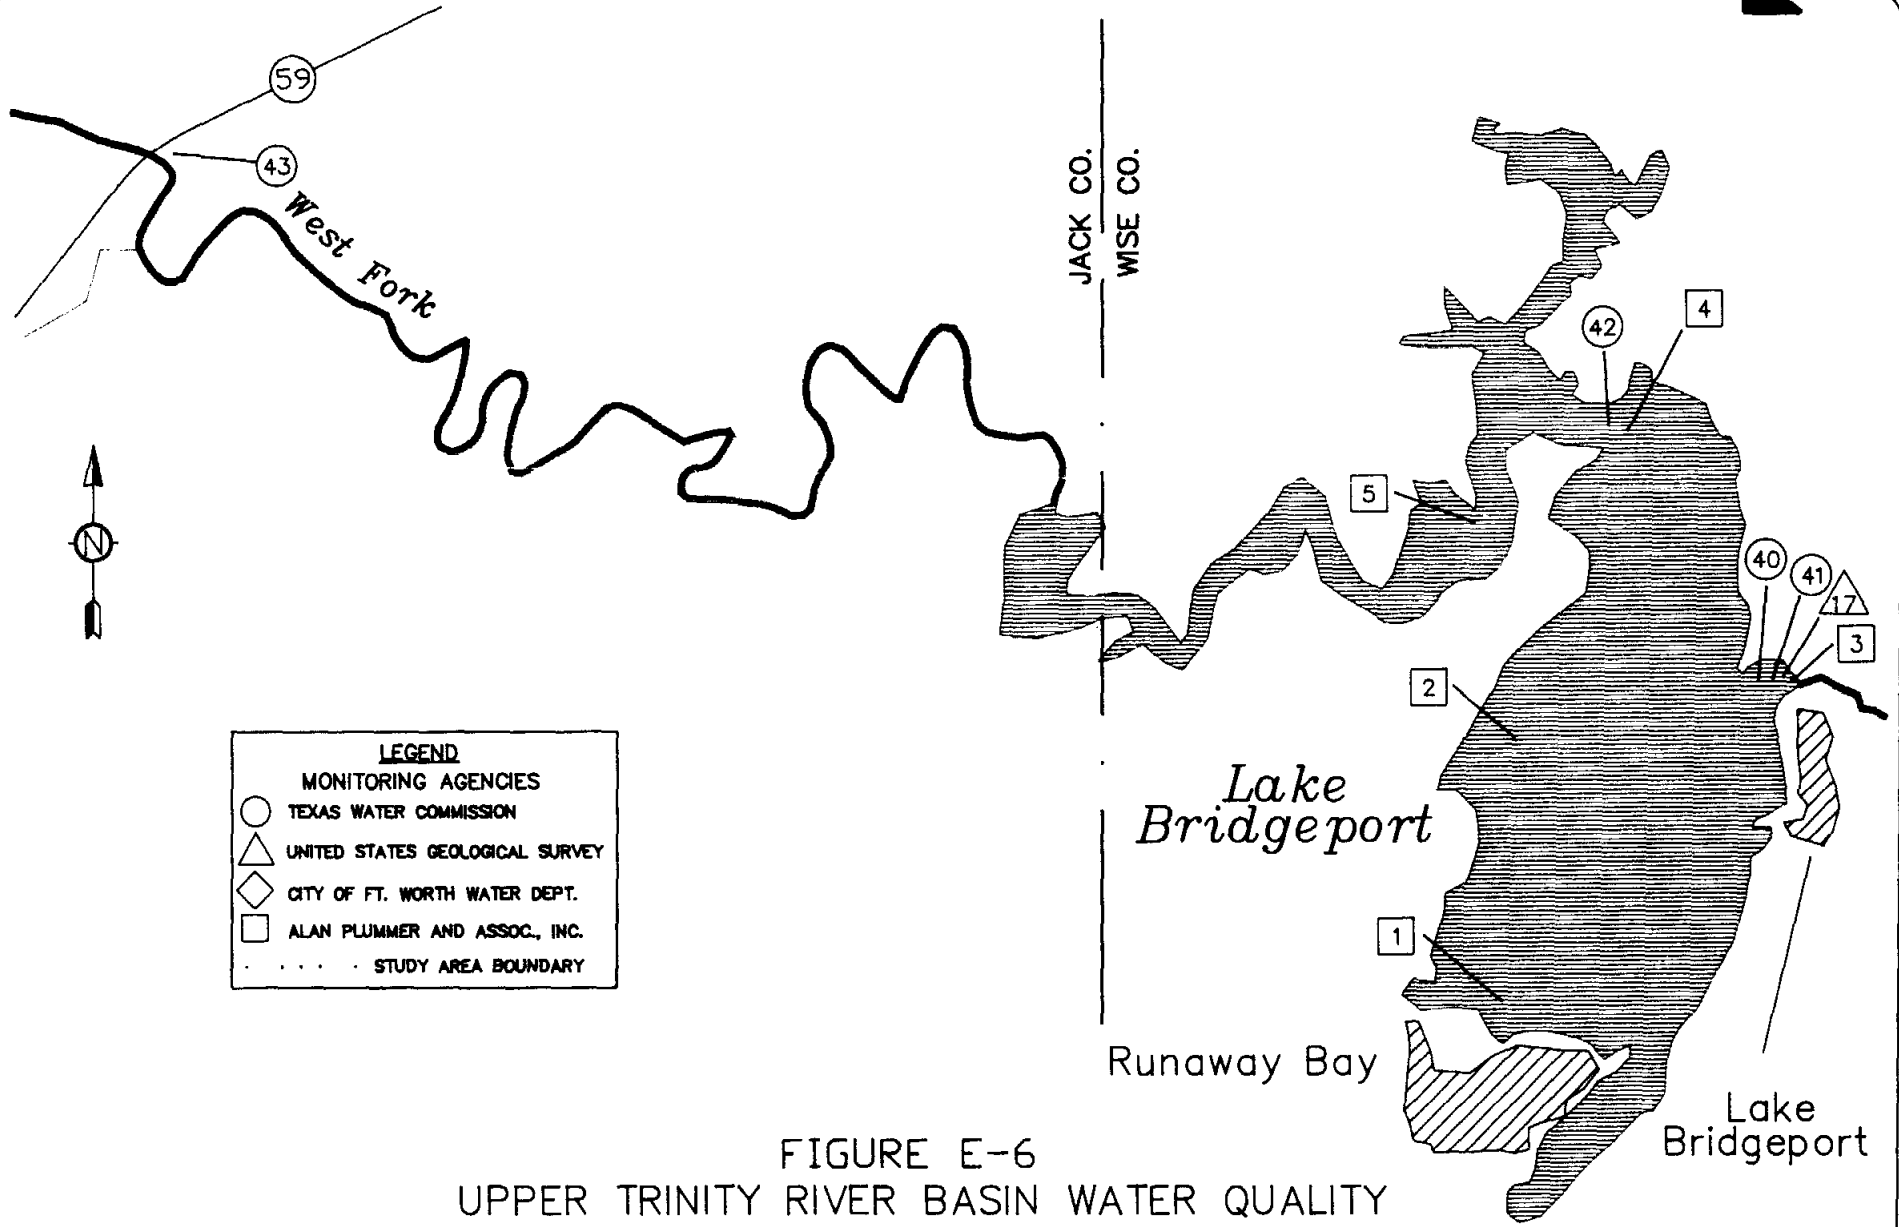 59
43
West Fork
JACK CO.
WISE CO.
42
4
5
40
41
17
3
2
N
Lake
Bridgeport
1
LEGEND
MONITORING AGENCIES
TEXAS WATER COMMISSION
UNITED STATES GEOLOGICAL SURVEY
CITY OF FT. WORTH WATER DEPT.
ALAN PLUMMER AND ASSOC., INC.
STUDY AREA BOUNDARY
Runaway Bay
Lake
Bridgeport
FIGURE E-6
UPPER TRINITY RIVER BASIN WATER QUALITY